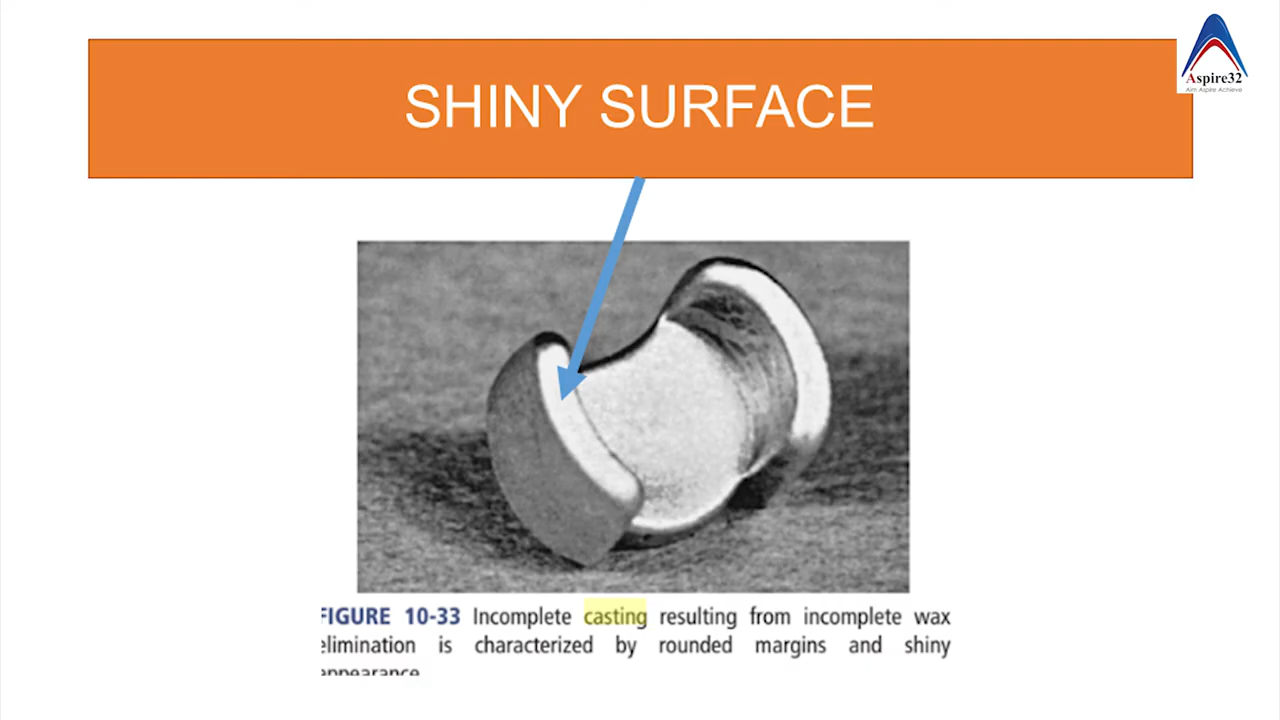 Aspire32
Aim Aspire Achieve
SHINY SURFACE
FIGURE 10-33 Incomplete casting resulting from incomplete wax
elimination is characterized by rounded margins and shiny
appearance